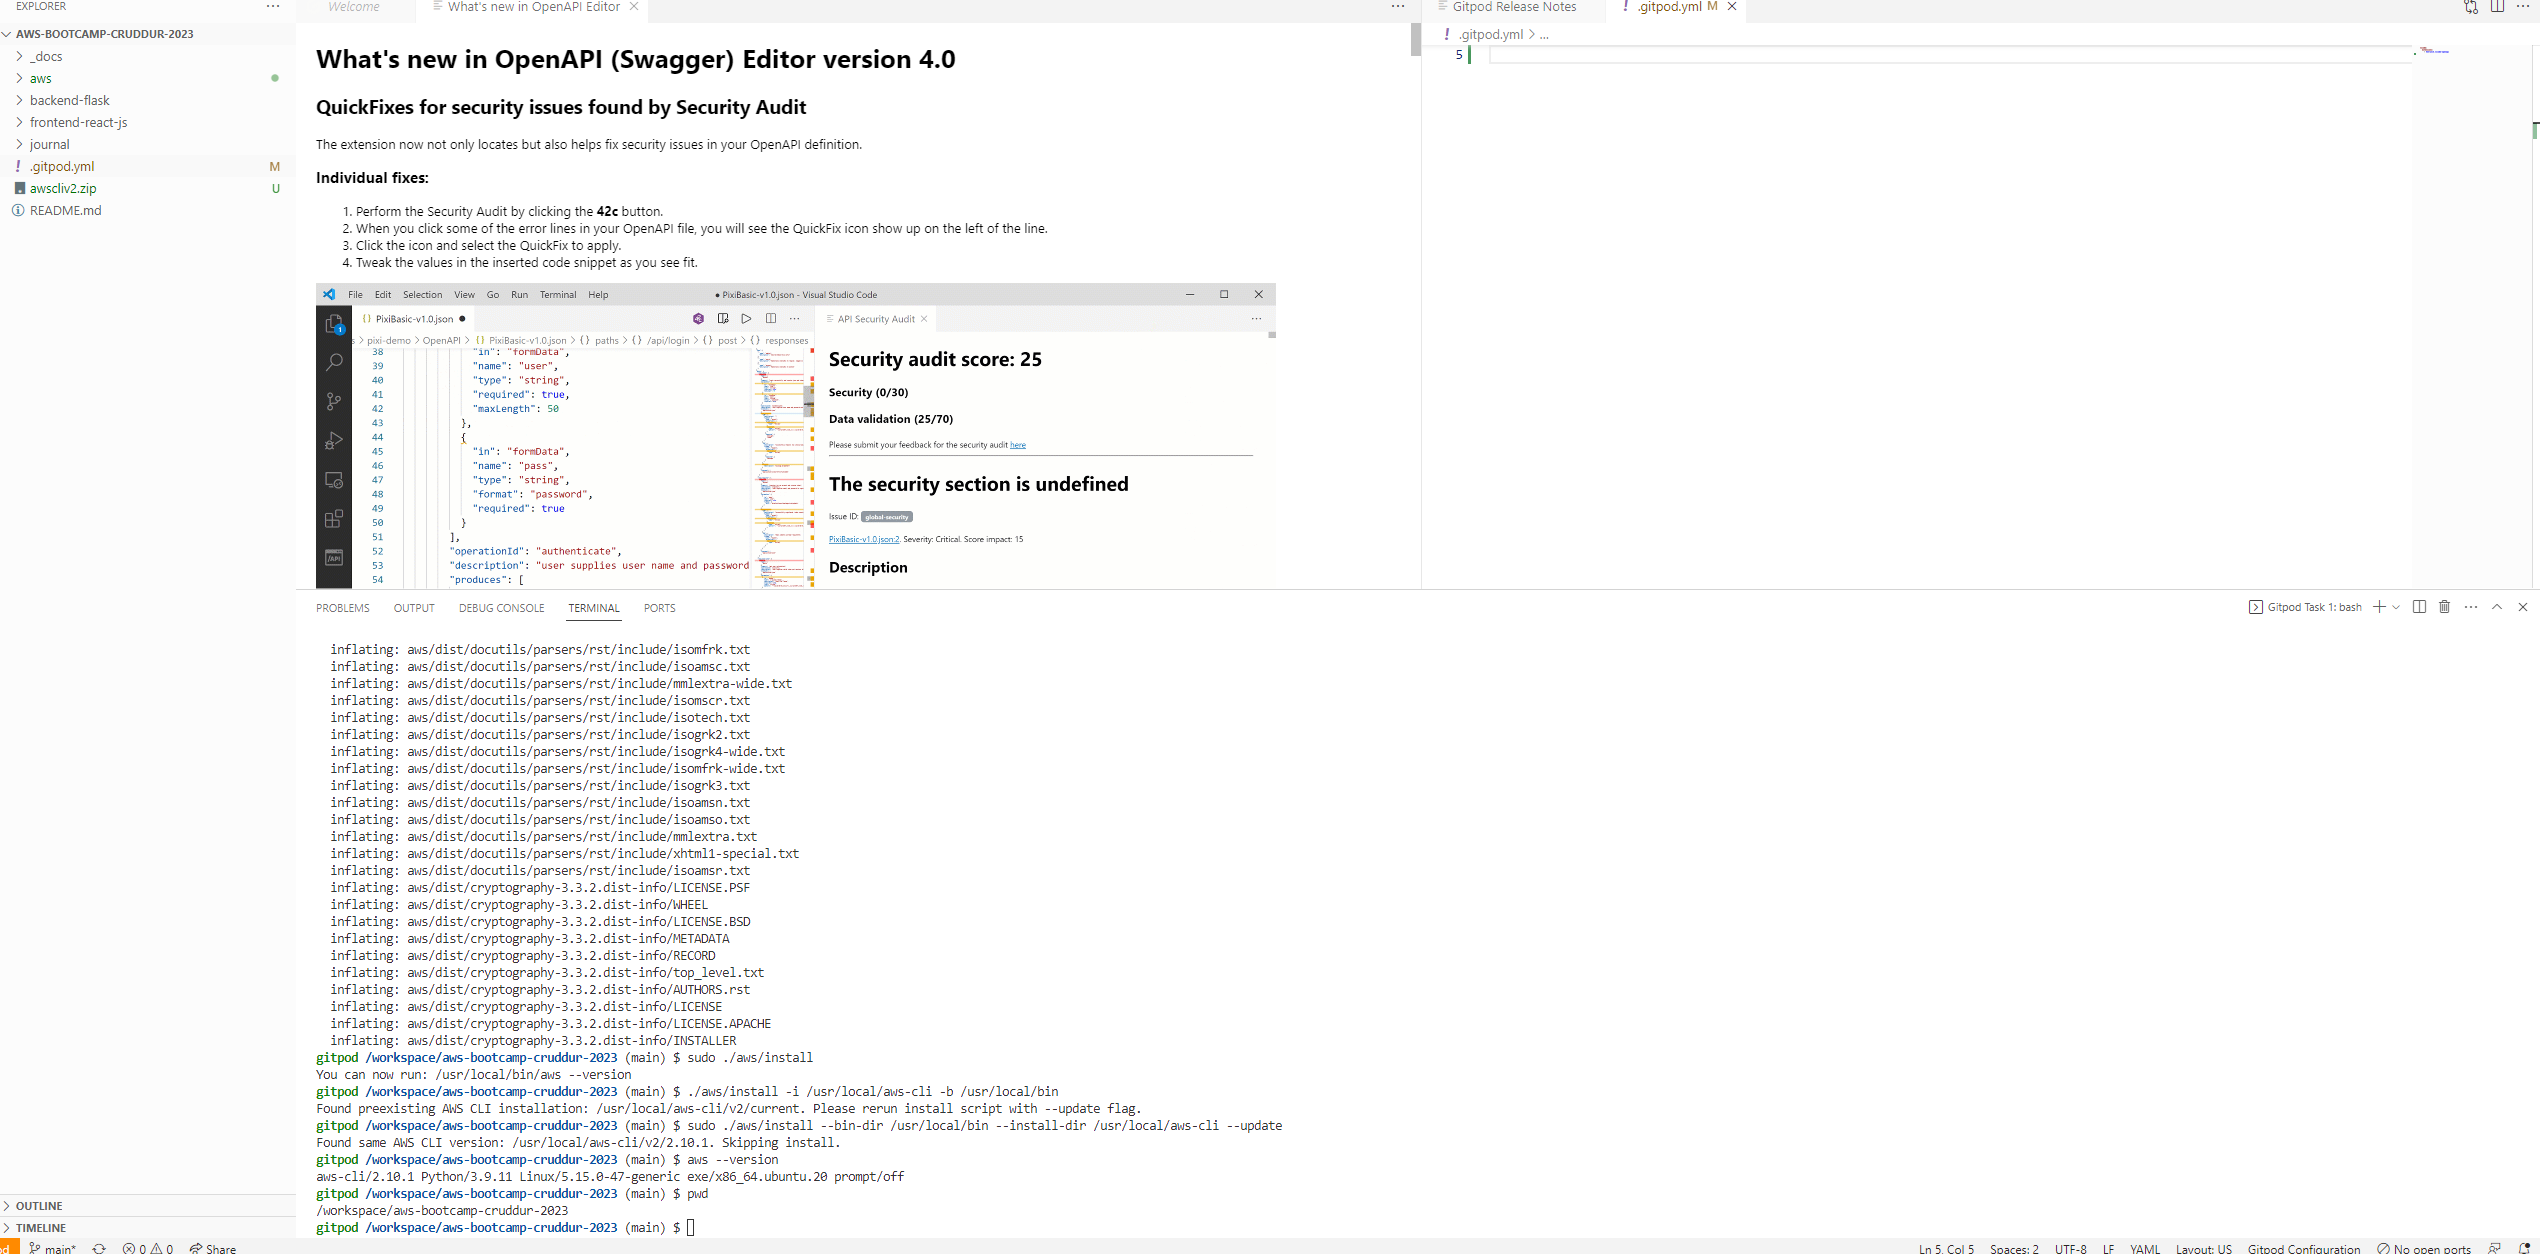 EXPLORER
AWS-BOOTCAMP-CRUDDUR-2023
_docs
aws
backend-flask
frontend-react-js
journal
! .gitpod.yml M
awscliv2.zip U
README.md
OUTLINE
TIMELINE
Welcome
What's new in OpenAPI Editor
What's new in OpenAPI (Swagger) Editor version 4.0
QuickFixes for security issues found by Security Audit
The extension now not only locates but also helps fix security issues in your OpenAPI definition.
Individual fixes:
1. Perform the Security Audit by clicking the 42c button.
2. When you click some of the error lines in your OpenAPI file, you will see the QuickFix icon show up on the left of the line.
3. Click the icon and select the QuickFix to apply.
4. Tweak the values in the inserted code snippet as you see fit.
File Edit Selection View Go Run Terminal Help
● PixiBasic-v1.0.json - Visual Studio Code
{} PixiBasic-v1.0.json ●
s > pixi-demo > OpenAPI > {} PixiBasic-v1.0.json > {} paths > {} /api/login > {} post > {} responses
38 "in": "formData",
39 "name": "user",
40 "type": "string",
41 "required": true,
42 "maxLength": 50
43 },
44 {
45 "in": "formData",
46 "name": "pass",
47 "type": "string",
48 "format": "password",
49 "required": true
50 }
51 ],
52 "operationId": "authenticate",
53 "description": "user supplies user name and password
54 "produces": [
1
/API
API Security Audit
Security audit score: 25
Security (0/30)
Data validation (25/70)
Please submit your feedback for the security audit here
The security section is undefined
Issue ID: global-security
PixiBasic-v1.0.json:2. Severity: Critical. Score impact: 15
Description
Gitpod Release Notes
! .gitpod.yml M
! .gitpod.yml > ...
5
PROBLEMS OUTPUT DEBUG CONSOLE TERMINAL PORTS
Gitpod Task 1: bash
inflating: aws/dist/docutils/parsers/rst/include/isomfrk.txt
inflating: aws/dist/docutils/parsers/rst/include/isoamsc.txt
inflating: aws/dist/docutils/parsers/rst/include/mmlextra-wide.txt
inflating: aws/dist/docutils/parsers/rst/include/isomscr.txt
inflating: aws/dist/docutils/parsers/rst/include/isotech.txt
inflating: aws/dist/docutils/parsers/rst/include/isogrk2.txt
inflating: aws/dist/docutils/parsers/rst/include/isogrk4-wide.txt
inflating: aws/dist/docutils/parsers/rst/include/isomfrk-wide.txt
inflating: aws/dist/docutils/parsers/rst/include/isogrk3.txt
inflating: aws/dist/docutils/parsers/rst/include/isoamsn.txt
inflating: aws/dist/docutils/parsers/rst/include/isoamso.txt
inflating: aws/dist/docutils/parsers/rst/include/mmlextra.txt
inflating: aws/dist/docutils/parsers/rst/include/xhtml1-special.txt
inflating: aws/dist/docutils/parsers/rst/include/isoamsr.txt
inflating: aws/dist/cryptography-3.3.2.dist-info/LICENSE.PSF
inflating: aws/dist/cryptography-3.3.2.dist-info/WHEEL
inflating: aws/dist/cryptography-3.3.2.dist-info/LICENSE.BSD
inflating: aws/dist/cryptography-3.3.2.dist-info/METADATA
inflating: aws/dist/cryptography-3.3.2.dist-info/RECORD
inflating: aws/dist/cryptography-3.3.2.dist-info/top_level.txt
inflating: aws/dist/cryptography-3.3.2.dist-info/AUTHORS.rst
inflating: aws/dist/cryptography-3.3.2.dist-info/LICENSE
inflating: aws/dist/cryptography-3.3.2.dist-info/LICENSE.APACHE
inflating: aws/dist/cryptography-3.3.2.dist-info/INSTALLER
gitpod /workspace/aws-bootcamp-cruddur-2023 (main) $ sudo ./aws/install
You can now run: /usr/local/bin/aws --version
gitpod /workspace/aws-bootcamp-cruddur-2023 (main) $ ./aws/install -i /usr/local/aws-cli -b /usr/local/bin
Found preexisting AWS CLI installation: /usr/local/aws-cli/v2/current. Please rerun install script with --update flag.
gitpod /workspace/aws-bootcamp-cruddur-2023 (main) $ sudo ./aws/install --bin-dir /usr/local/bin --install-dir /usr/local/aws-cli --update
Found same AWS CLI version: /usr/local/aws-cli/v2/2.10.1. Skipping install.
gitpod /workspace/aws-bootcamp-cruddur-2023 (main) $ aws --version
aws-cli/2.10.1 Python/3.9.11 Linux/5.15.0-47-generic exe/x86_64.ubuntu.20 prompt/off
gitpod /workspace/aws-bootcamp-cruddur-2023 (main) $ pwd
/workspace/aws-bootcamp-cruddur-2023
gitpod /workspace/aws-bootcamp-cruddur-2023 (main) $
od main* 0 0 Share
Ln 5, Col 5 Spaces: 2 UTF-8 LF YAML Layout: US Gitpod Configuration No open ports